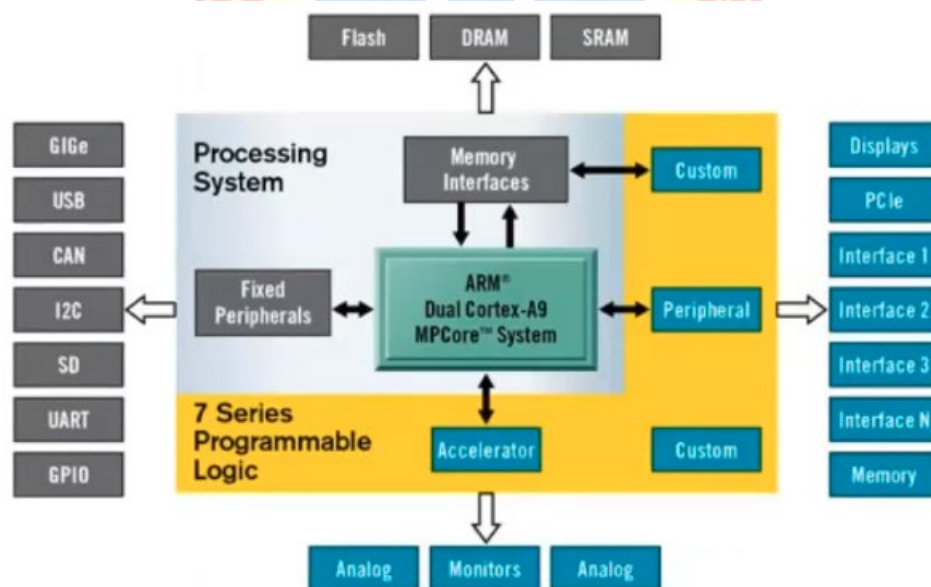 Flash
DRAM
SRAM
GIGe
USB
CAN
I2C
SD
UART
GPIO
Processing
System
Memory
Interfaces
Custom
Fixed
Peripherals
ARM®
Dual Cortex-A9
MPCore™ System
Peripheral
7 Series
Programmable
Logic
Accelerator
Custom
Displays
PCIe
Interface 1
Interface 2
Interface 3
Interface N
Memory
Analog
Monitors
Analog